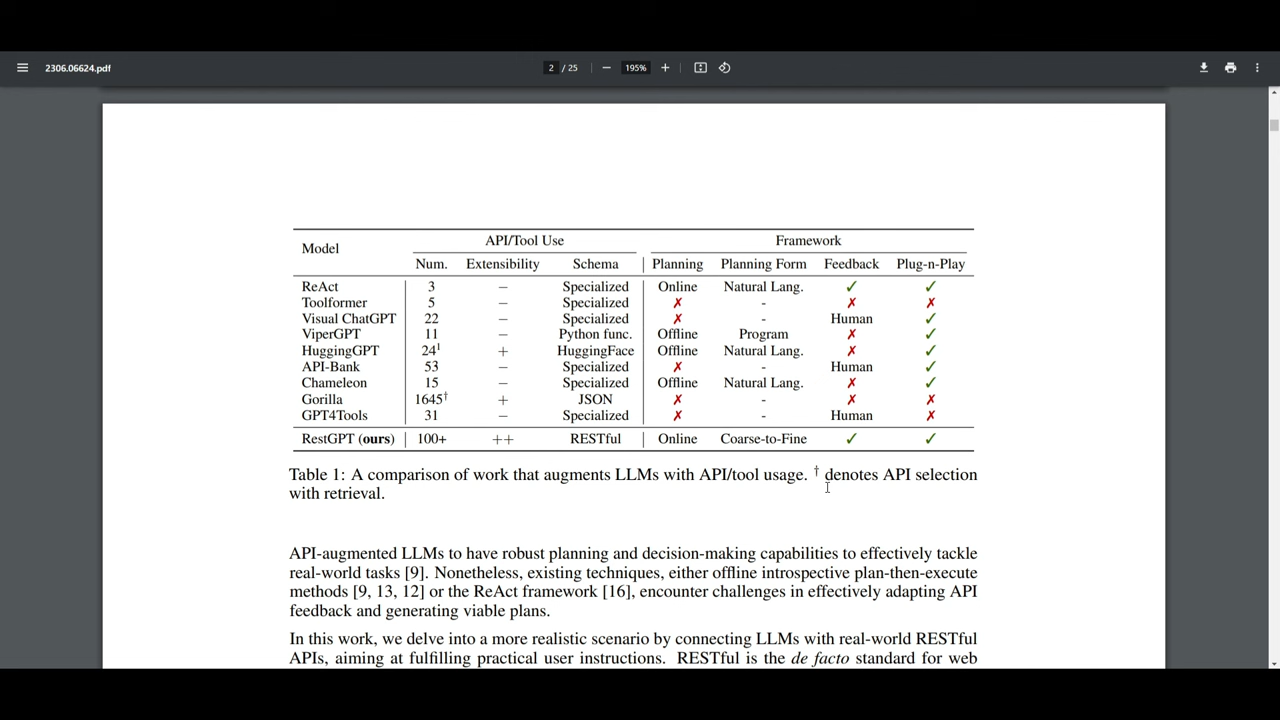 2306.06624.pdf 2 / 25 195%
API/Tool Use Framework
Model
Num. Extensibility Schema Planning Planning Form Feedback Plug-n-Play
ReAct 3 − Specialized Online Natural Lang. ✓ ✓
Toolformer 5 − Specialized ✗ - ✗ ✗
Visual ChatGPT 22 − Specialized ✗ - Human ✓
ViperGPT 11 − Python func. Offline Program ✗ ✓
HuggingGPT 24¹ + HuggingFace Offline Natural Lang. ✗ ✓
API-Bank 53 − Specialized ✗ - Human ✓
Chameleon 15 − Specialized Offline Natural Lang. ✗ ✓
Gorilla 1645† + JSON ✗ - ✗ ✗
GPT4Tools 31 − Specialized ✗ - Human ✗
RestGPT (ours) 100+ ++ RESTful Online Coarse-to-Fine ✓ ✓
Table 1: A comparison of work that augments LLMs with API/tool usage. † denotes API selection
with retrieval.
API-augmented LLMs to have robust planning and decision-making capabilities to effectively tackle
real-world tasks [9]. Nonetheless, existing techniques, either offline introspective plan-then-execute
methods [9, 13, 12] or the ReAct framework [16], encounter challenges in effectively adapting API
feedback and generating viable plans.
In this work, we delve into a more realistic scenario by connecting LLMs with real-world RESTful
APIs, aiming at fulfilling practical user instructions. RESTful is the de facto standard for web